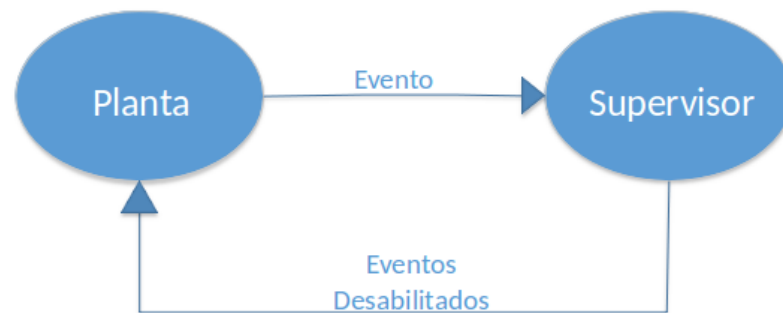 Evento
Planta
Supervisor
Eventos
Desabilitados